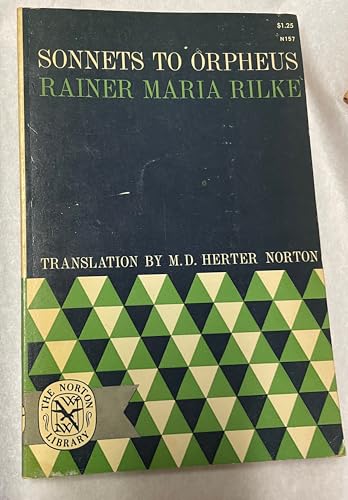 $1.25
N157
SONNETS TO ORPHEUS
RAINER MARIA RILKE
TRANSLATION BY M.D. HERTER NORTON
THE NORTON
LIBRARY